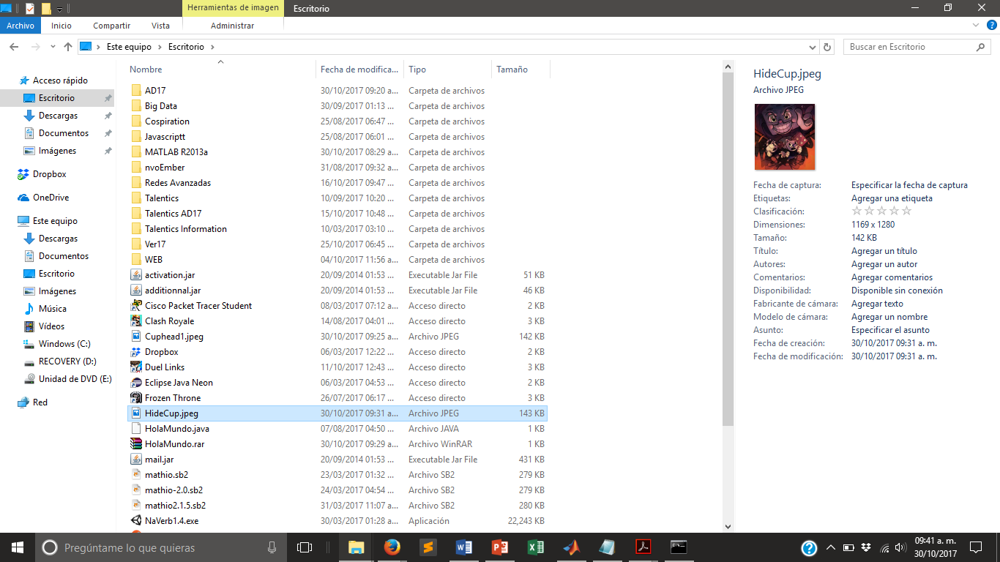 Herramientas de imagen
Escritorio
Archivo Inicio Compartir Vista Administrar
Este equipo Escritorio
Buscar en Escritorio
Acceso rápido
Escritorio
Descargas
Documentos
Imágenes
Dropbox
OneDrive
Este equipo
Descargas
Documentos
Escritorio
Imágenes
Música
Vídeos
Windows (C:)
RECOVERY (D:)
Unidad de DVD (E:)
Red
Nombre Fecha de modifica... Tipo Tamaño
AD17 30/10/2017 09:20 a... Carpeta de archivos
Big Data 30/09/2017 01:13 ... Carpeta de archivos
Cospiration 25/08/2017 06:47 ... Carpeta de archivos
Javascriptt 25/08/2017 06:01 ... Carpeta de archivos
MATLAB R2013a 30/10/2017 08:29 a... Carpeta de archivos
nvoEmber 31/08/2017 09:32 a... Carpeta de archivos
Redes Avanzadas 16/10/2017 09:47 ... Carpeta de archivos
Talentics 10/09/2017 10:20 ... Carpeta de archivos
Talentics AD17 15/10/2017 10:48 ... Carpeta de archivos
Talentics Information 10/03/2017 03:10 ... Carpeta de archivos
Ver17 25/10/2017 06:45 ... Carpeta de archivos
WEB 04/10/2017 11:56 a... Carpeta de archivos
activation.jar 20/09/2014 01:53 ... Executable Jar File 51 KB
additionnal.jar 20/09/2014 01:53 ... Executable Jar File 46 KB
Cisco Packet Tracer Student 08/03/2017 07:12 a... Acceso directo 2 KB
Clash Royale 14/08/2017 04:01 ... Acceso directo 3 KB
Cuphead1.jpeg 30/10/2017 09:25 a... Archivo JPEG 142 KB
Dropbox 06/03/2017 12:22 ... Acceso directo 2 KB
Duel Links 11/10/2017 12:43 ... Acceso directo 3 KB
Eclipse Java Neon 06/03/2017 04:53 ... Acceso directo 2 KB
Frozen Throne 26/07/2017 06:17 ... Acceso directo 3 KB
HideCup.jpeg 30/10/2017 09:31 a... Archivo JPEG 143 KB
HolaMundo.java 07/08/2017 04:50 ... Archivo JAVA 1 KB
HolaMundo.rar 30/10/2017 09:29 a... Archivo WinRAR 1 KB
mail.jar 20/09/2014 01:53 ... Executable Jar File 431 KB
mathio.sb2 23/03/2017 01:32 ... Archivo SB2 279 KB
mathio-2.0.sb2 24/03/2017 04:54 ... Archivo SB2 279 KB
mathio2.1.5.sb2 31/03/2017 11:07 a... Archivo SB2 280 KB
NaVerb1.4.exe 30/03/2017 01:28 a... Aplicación 22,243 KB
HideCup.jpeg
Archivo JPEG
Fecha de captura: Especificar la fecha de captura
Etiquetas: Agregar una etiqueta
Clasificación:
Dimensiones: 1169 x 1280
Tamaño: 142 KB
Título: Agregar un título
Autores: Agregar un autor
Comentarios: Agregar comentarios
Disponibilidad: Disponible sin conexión
Fabricante de cámara: Agregar texto
Modelo de cámara: Agregar un nombre
Asunto: Especificar el asunto
Fecha de creación: 30/10/2017 09:31 a. m.
Fecha de modificación: 30/10/2017 09:31 a. m.
Pregúntame lo que quieras
09:41 a. m.
30/10/2017